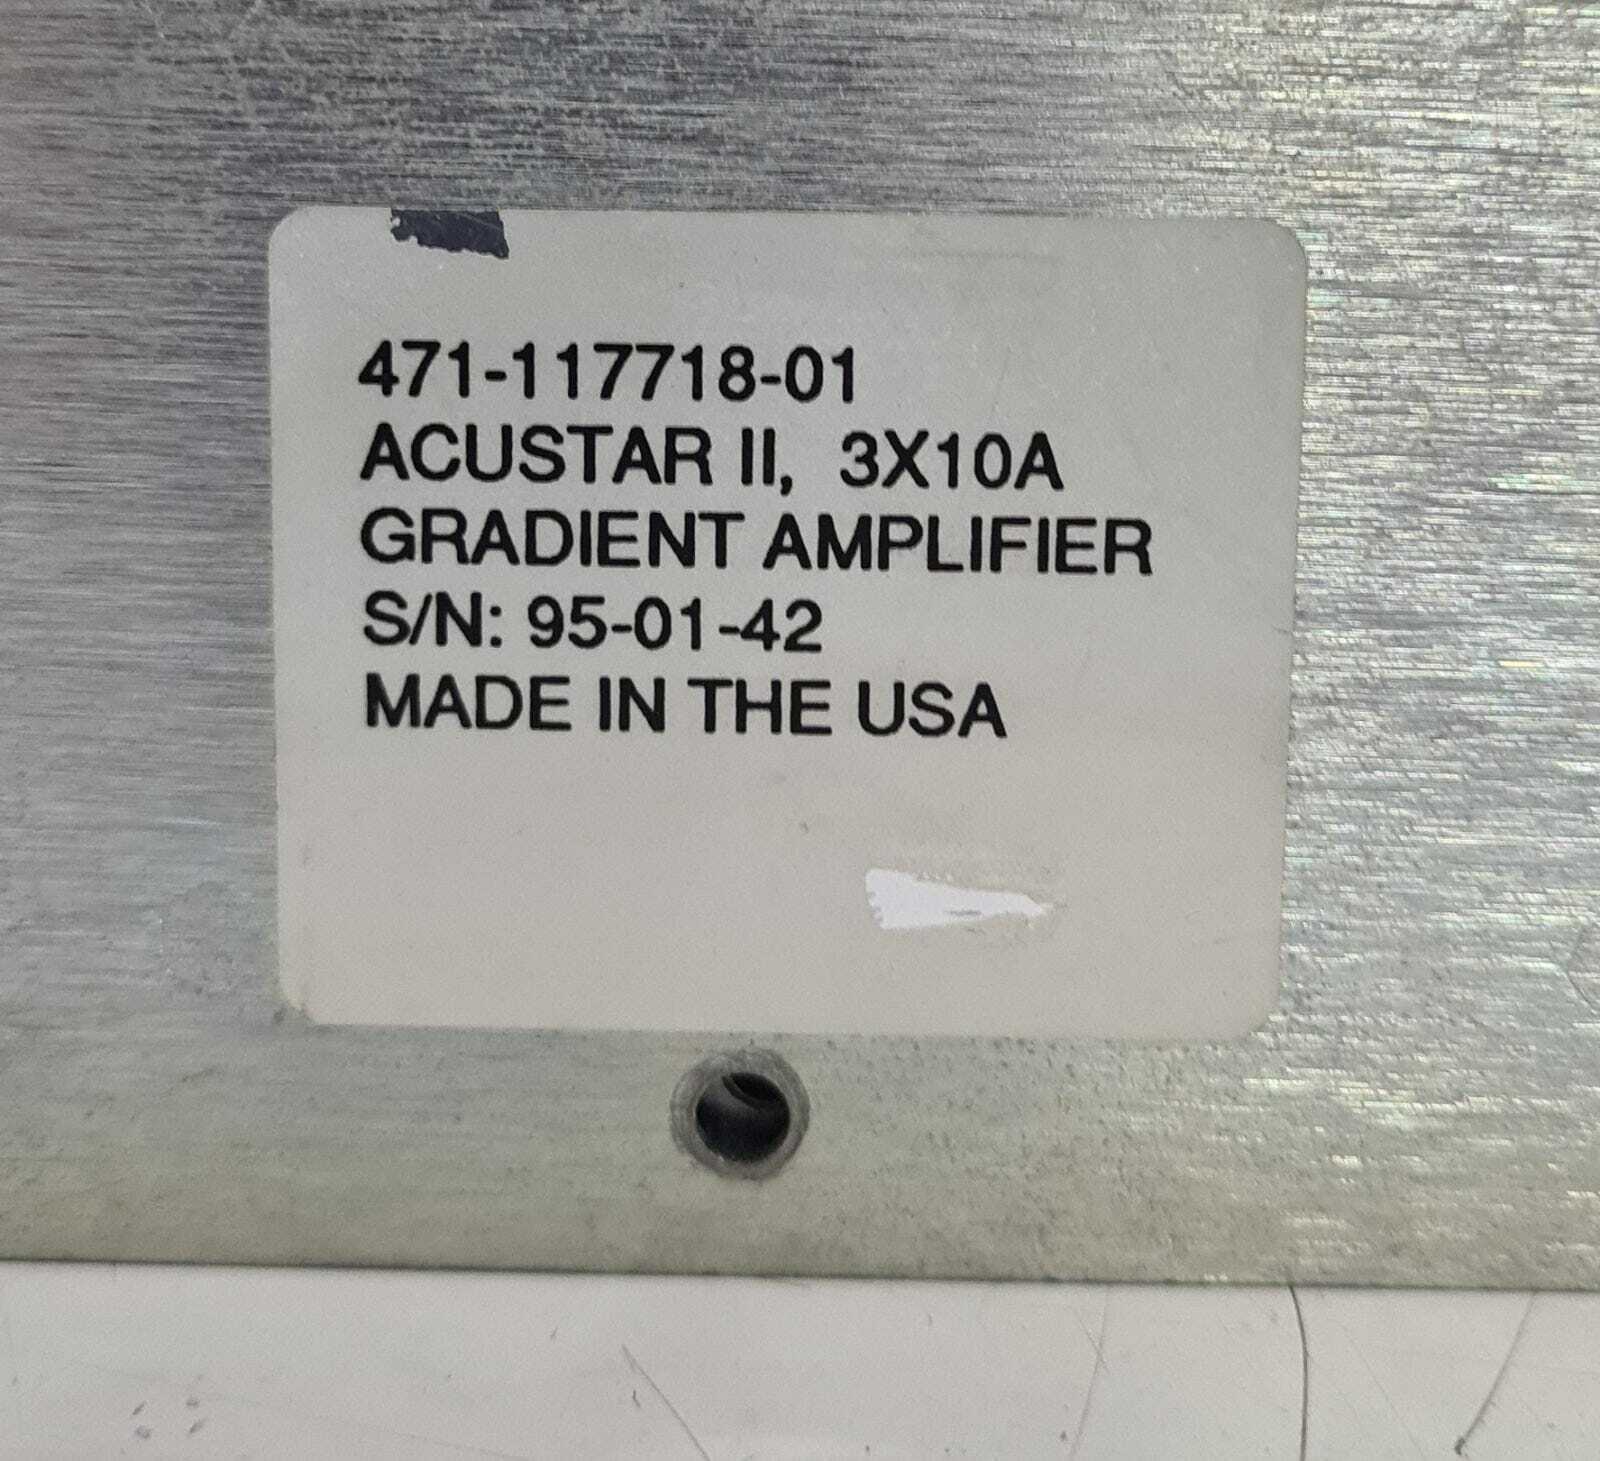 471-117718-01
ACUSTAR II, 3X10A
GRADIENT AMPLIFIER
S/N: 95-01-42
MADE IN THE USA